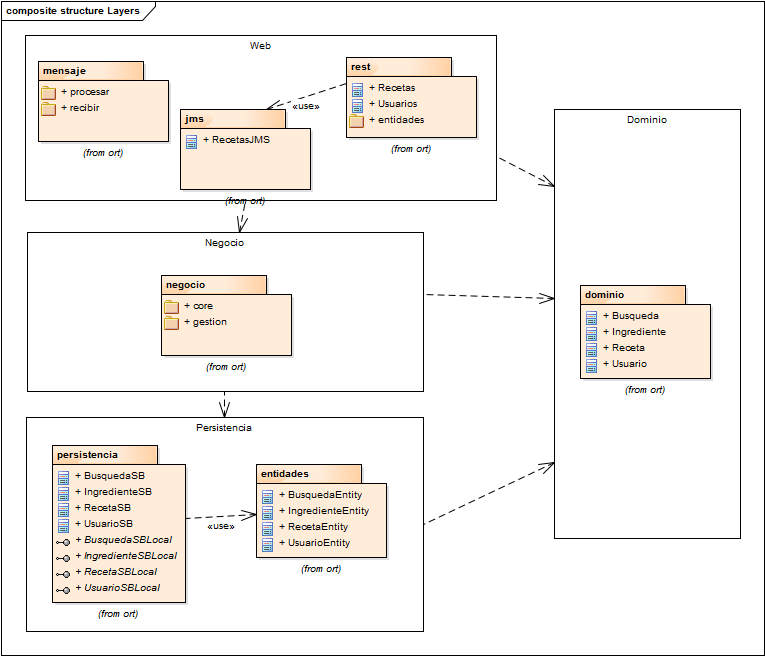 composite structure Layers
Web
mensaje
+ procesar
+ recibir
(from ort)
jms
+ RecetasJMS
(from ort)
«use»
rest
+ Recetas
+ Usuarios
+ entidades
(from ort)
Negocio
negocio
+ core
+ gestion
(from ort)
Persistencia
persistencia
+ BusquedaSB
+ IngredienteSB
+ RecetaSB
+ UsuarioSB
+ BusquedaSBLocal
+ IngredienteSBLocal
+ RecetaSBLocal
+ UsuarioSBLocal
(from ort)
«use»
entidades
+ BusquedaEntity
+ IngredienteEntity
+ RecetaEntity
+ UsuarioEntity
(from ort)
Dominio
dominio
+ Busqueda
+ Ingrediente
+ Receta
+ Usuario
(from ort)